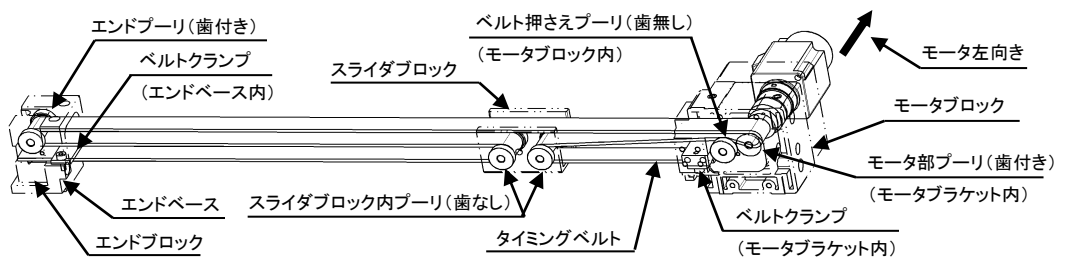 エンドプーリ(歯付き)
ベルトクランプ
(エンドベース内)
スライダブロック
ベルト押さえプーリ(歯無し)
(モータブロック内)
モータ左向き
モータブロック
モータ部プーリ(歯付き)
(モータブラケット内)
エンドベース
エンドブロック
スライダブロック内プーリ(歯なし)
タイミングベルト
ベルトクランプ
(モータブラケット内)